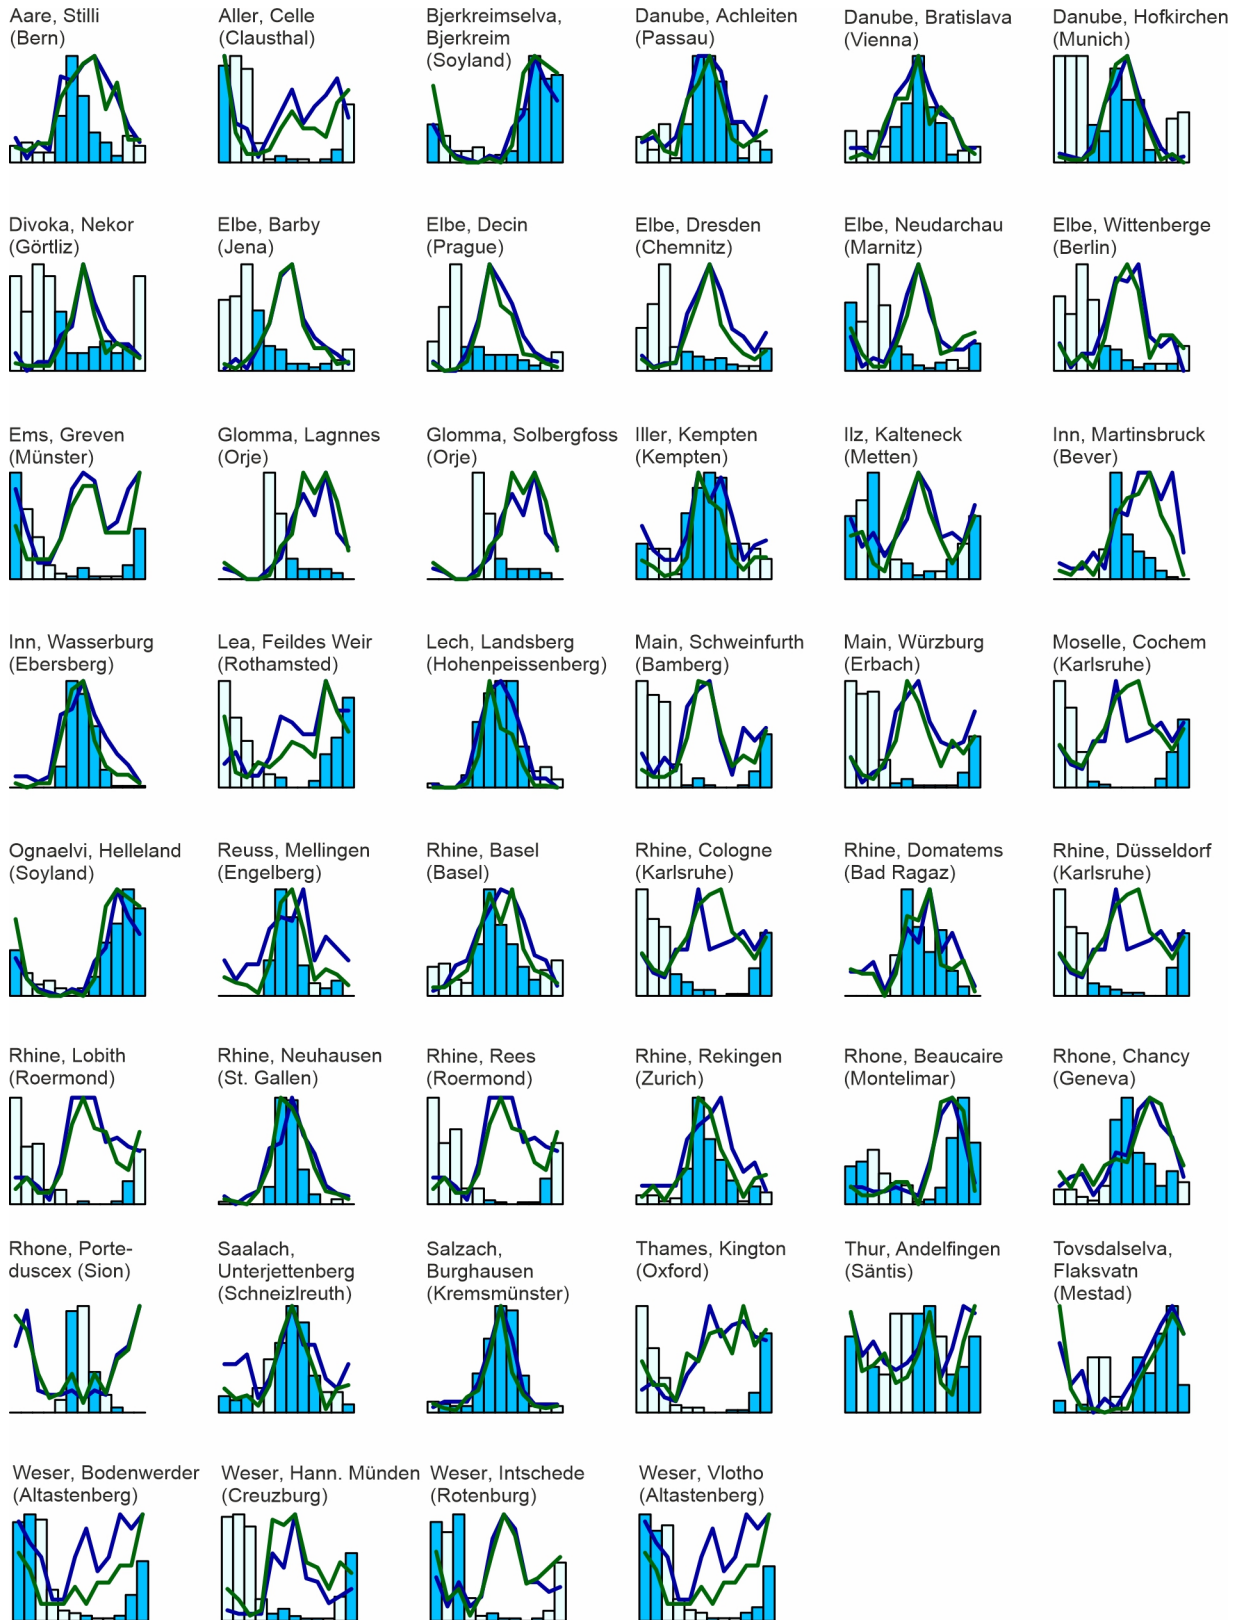 Aare, Stilli
(Bern)
Aller, Celle
(Clausthal)
Bjerkreimselva,
Bjerkreim
(Soyland)
Danube, Achleiten
(Passau)
Danube, Bratislava
(Vienna)
Danube, Hofkirchen
(Munich)
Divoka, Nekor
(Görtliz)
Elbe, Barby
(Jena)
Elbe, Decin
(Prague)
Elbe, Dresden
(Chemnitz)
Elbe, Neudarchau
(Marnitz)
Elbe, Wittenberge
(Berlin)
Ems, Greven
(Münster)
Glomma, Lagnnes
(Orje)
Glomma, Solbergfoss
(Orje)
Iller, Kempten
(Kempten)
Ilz, Kalteneck
(Metten)
Inn, Martinsbruck
(Bever)
Inn, Wasserburg
(Ebersberg)
Lea, Feildes Weir
(Rothamsted)
Lech, Landsberg
(Hohenpeissenberg)
Main, Schweinfurth
(Bamberg)
Main, Würzburg
(Erbach)
Moselle, Cochem
(Karlsruhe)
Ognaelvi, Helleland
(Soyland)
Reuss, Mellingen
(Engelberg)
Rhine, Basel
(Basel)
Rhine, Cologne
(Karlsruhe)
Rhine, Domatems
(Bad Ragaz)
Rhine, Düsseldorf
(Karlsruhe)
Rhine, Lobith
(Roermond)
Rhine, Neuhausen
(St. Gallen)
Rhine, Rees
(Roermond)
Rhine, Rekingen
(Zurich)
Rhone, Beaucaire
(Montelimar)
Rhone, Chancy
(Geneva)
Rhone, Porte-
duscex (Sion)
Saalach,
Unterjettenberg
(Schneizlreuth)
Salzach,
Burghausen
(Kremsmünster)
Thames, Kington
(Oxford)
Thur, Andelfingen
(Säntis)
Tovsdalselva,
Flaksvatn
(Mestad)
Weser, Bodenwerder
(Altastenberg)
Weser, Hann. Münden
(Creuzburg)
Weser, Intschede
(Rotenburg)
Weser, Vlotho
(Altastenberg)